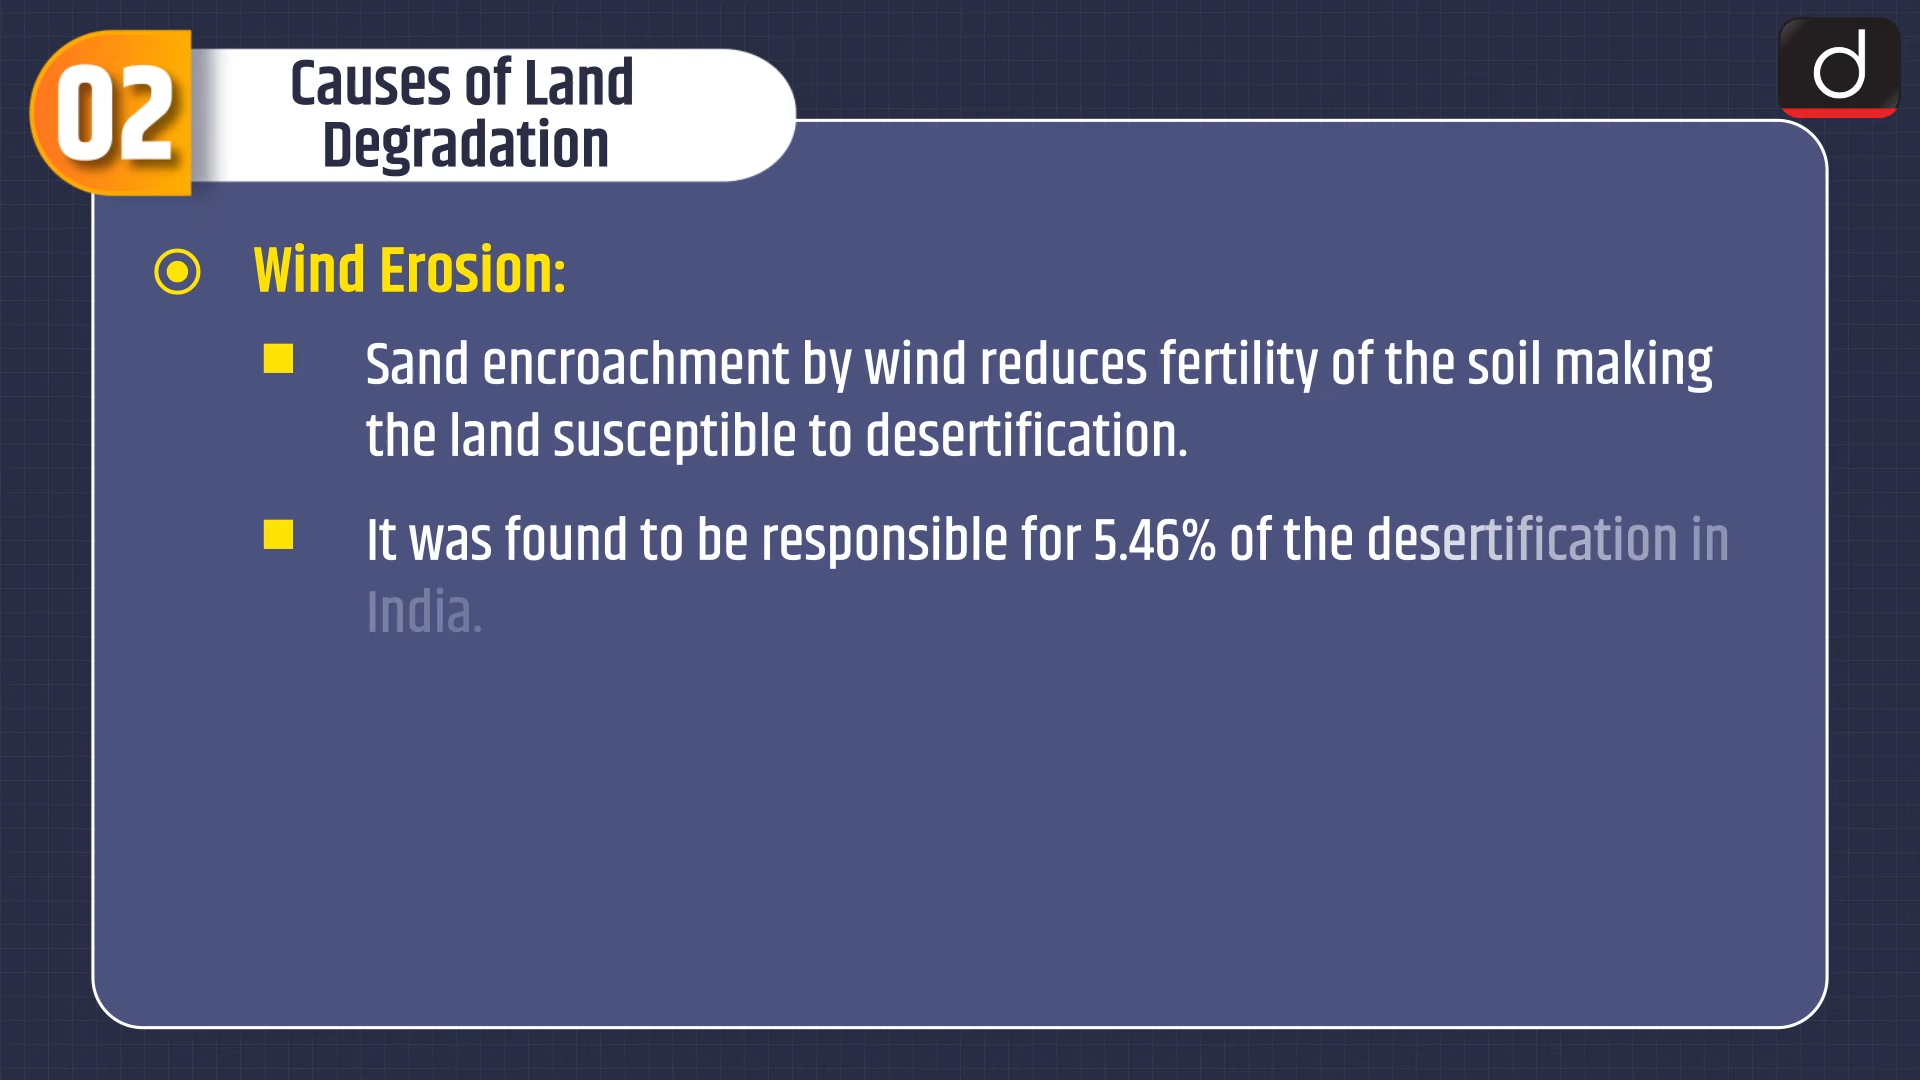 02
Causes of Land
Degradation
d
Wind Erosion:
Sand encroachment by wind reduces fertility of the soil making
the land susceptible to desertification.
It was found to be responsible for 5.46% of the desertification in
India.